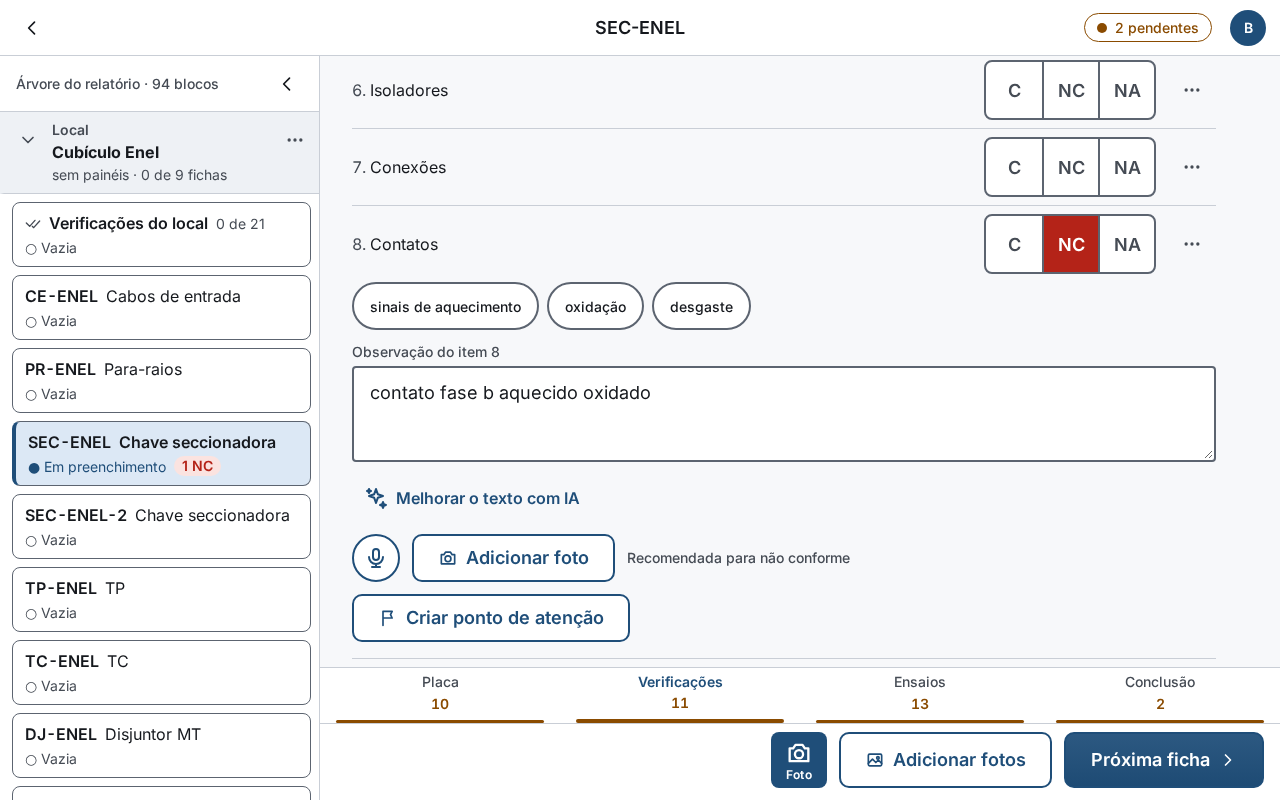 SEC-ENEL
2 pendentes
B
Árvore do relatório · 94 blocos
Local
Cubículo Enel
sem painéis · 0 de 9 fichas
Verificações do local 0 de 21
Vazia
CE-ENEL Cabos de entrada
Vazia
PR-ENEL Para-raios
Vazia
SEC-ENEL Chave seccionadora
Em preenchimento 1 NC
SEC-ENEL-2 Chave seccionadora
Vazia
TP-ENEL TP
Vazia
TC-ENEL TC
Vazia
DJ-ENEL Disjuntor MT
Vazia
6. Isoladores C NC NA
7. Conexões C NC NA
8. Contatos C NC NA
sinais de aquecimento oxidação desgaste
Observação do item 8
contato fase b aquecido oxidado
Melhorar o texto com IA
Adicionar foto Recomendada para não conforme
Criar ponto de atenção
Placa Verificações Ensaios Conclusão
10 11 13 2
Foto Adicionar fotos Próxima ficha